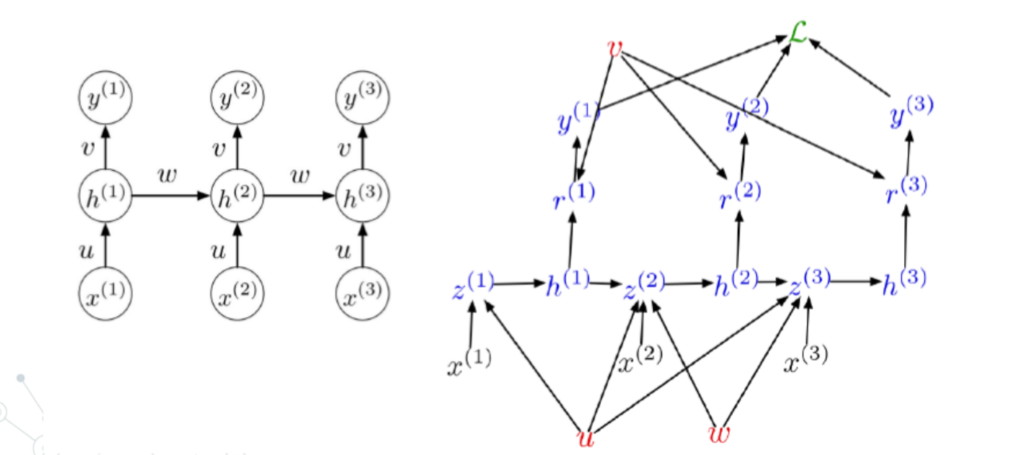 y^(1) y^(2) y^(3)
v v v
w w
h^(1) h^(2) h^(3)
u u u
x^(1) x^(2) x^(3)
v ℒ
y^(1) y^(2) y^(3)
r^(1) r^(2) r^(3)
z^(1) h^(1) z^(2) h^(2) z^(3) h^(3)
x^(1) x^(2) x^(3)
u w